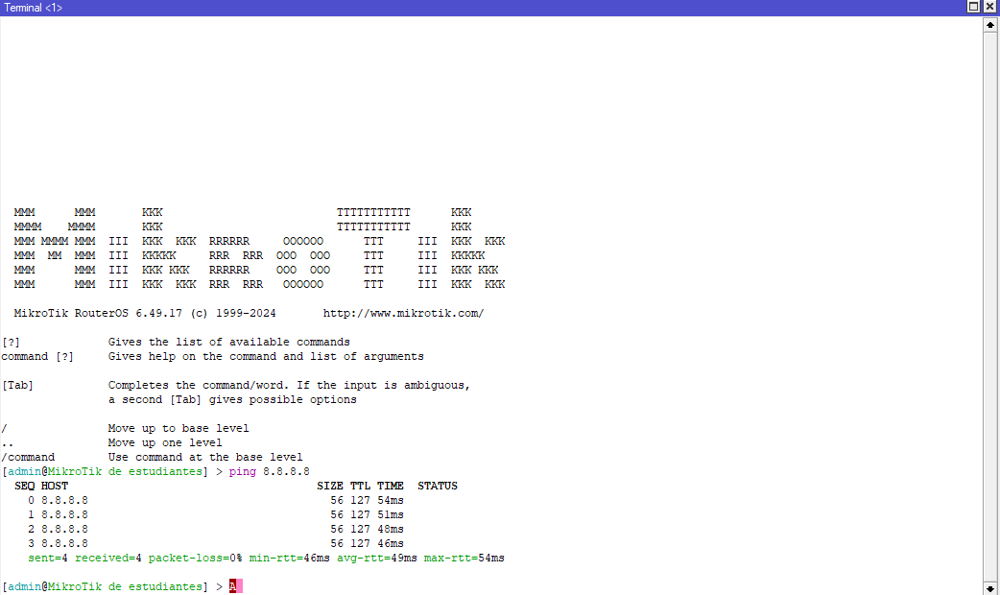 Terminal <1>
MMM      MMM       KKK                          TTTTTTTTTTT      KKK
MMMM    MMMM       KKK                          TTTTTTTTTTT      KKK
MMM MMMM MMM  III  KKK  KKK  RRRRRR     OOOOOO      TTT     III  KKK  KKK
MMM  MM  MMM  III  KKKKK     RRR  RRR  OOO  OOO     TTT     III  KKKKK
MMM      MMM  III  KKK KKK   RRRRRR    OOO  OOO     TTT     III  KKK KKK
MMM      MMM  III  KKK  KKK  RRR  RRR   OOOOOO      TTT     III  KKK  KKK
MikroTik RouterOS 6.49.17 (c) 1999-2024       http://www.mikrotik.com/
[?]             Gives the list of available commands
command [?]     Gives help on the command and list of arguments
[Tab]           Completes the command/word. If the input is ambiguous,
a second [Tab] gives possible options
/               Move up to base level
..              Move up one level
/command        Use command at the base level
[admin@MikroTik de estudiantes] > ping 8.8.8.8
SEQ HOST                                     SIZE TTL TIME  STATUS
0 8.8.8.8                                    56 127 54ms
1 8.8.8.8                                    56 127 51ms
2 8.8.8.8                                    56 127 48ms
3 8.8.8.8                                    56 127 46ms
sent=4 received=4 packet-loss=0% min-rtt=46ms avg-rtt=49ms max-rtt=54ms
[admin@MikroTik de estudiantes] > A